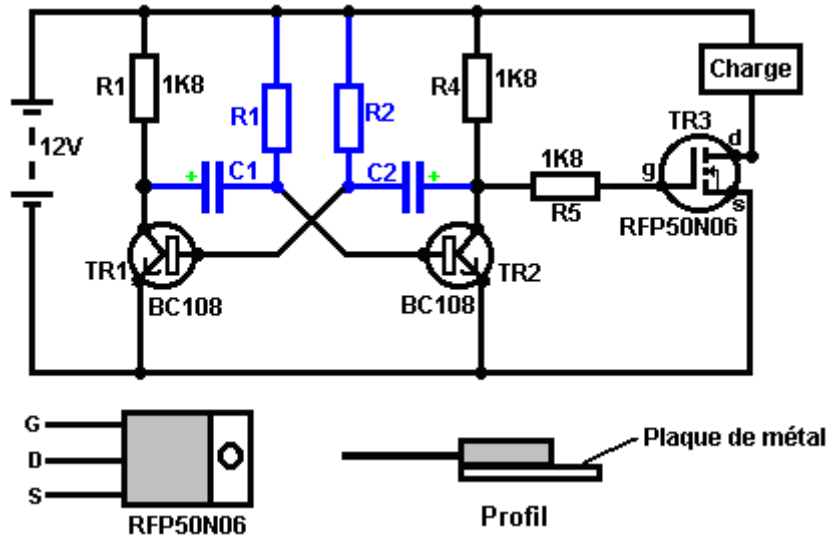 R1
1K8
R1
R2
R4
1K8
Charge
TR3
d
12V
+
C1
C2
+
1K8
g
s
R5
RFP50N06
TR1
TR2
BC108
BC108
G
D
S
RFP50N06
Plaque de métal
Profil